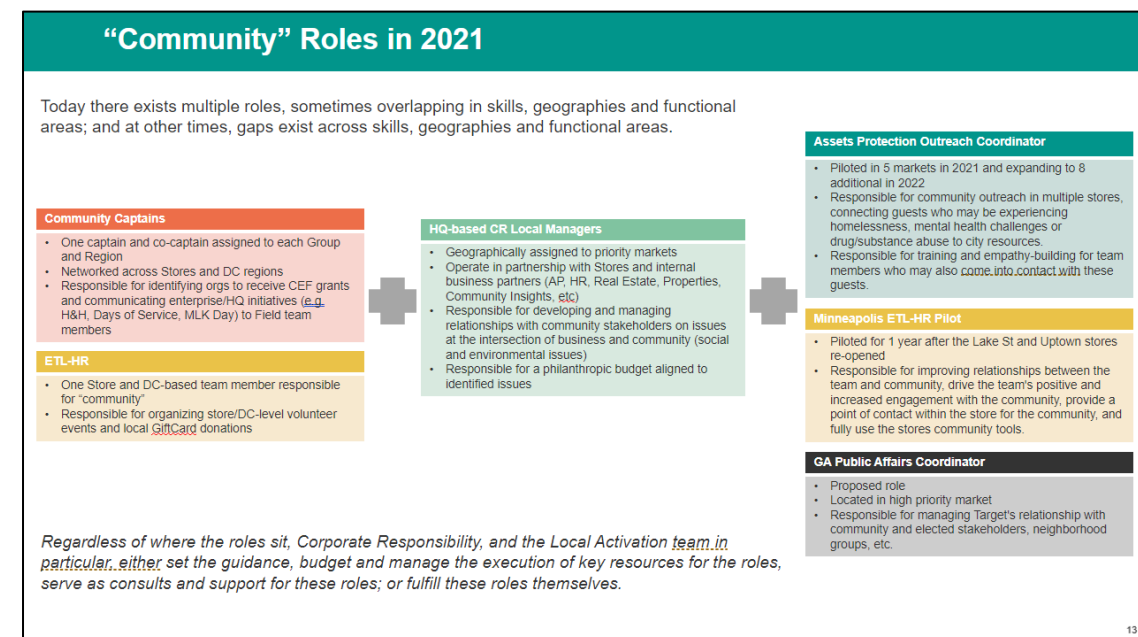 “Community” Roles in 2021
Today there exists multiple roles, sometimes overlapping in skills, geographies and functional
areas; and at other times, gaps exist across skills, geographies and functional areas.
Community Captains
• One captain and co-captain assigned to each Group
and Region
• Networked across Stores and DC regions
• Responsible for identifying orgs to receive CEF grants
and communicating enterprise/HQ initiatives (e.g.
H&H, Days of Service, MLK Day) to Field team
members
ETL-HR
• One Store and DC-based team member responsible
for “community”
• Responsible for organizing store/DC-level volunteer
events and local GiftCard donations
HQ-based CR Local Managers
• Geographically assigned to priority markets
• Operate in partnership with Stores and internal
business partners (AP, HR, Real Estate, Properties,
Community Insights, etc)
• Responsible for developing and managing
relationships with community stakeholders on issues
at the intersection of business and community (social
and environmental issues)
• Responsible for a philanthropic budget aligned to
identified issues
Assets Protection Outreach Coordinator
• Piloted in 5 markets in 2021 and expanding to 8
additional in 2022
• Responsible for community outreach in multiple stores,
connecting guests who may be experiencing
homelessness, mental health challenges or
drug/substance abuse to city resources.
• Responsible for training and empathy-building for team
members who may also come into contact with these
guests.
Minneapolis ETL-HR Pilot
• Piloted for 1 year after the Lake St and Uptown stores
re-opened
• Responsible for improving relationships between the
team and community, drive the team's positive and
increased engagement with the community, provide a
point of contact within the store for the community, and
fully use the stores community tools.
GA Public Affairs Coordinator
• Proposed role
• Located in high priority market
• Responsible for managing Target's relationship with
community and elected stakeholders, neighborhood
groups, etc.
Regardless of where the roles sit, Corporate Responsibility, and the Local Activation team in
particular, either set the guidance, budget and manage the execution of key resources for the roles,
serve as consults and support for these roles; or fulfill these roles themselves.
13